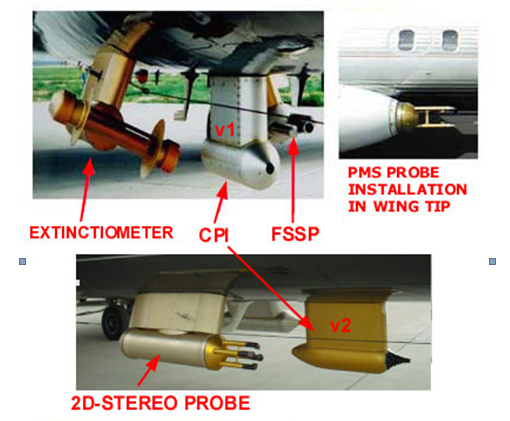 v1
PMS PROBE
INSTALLATION
IN WING TIP
EXTINCTIOMETER
CPI
FSSP
v2
2D-STEREO PROBE